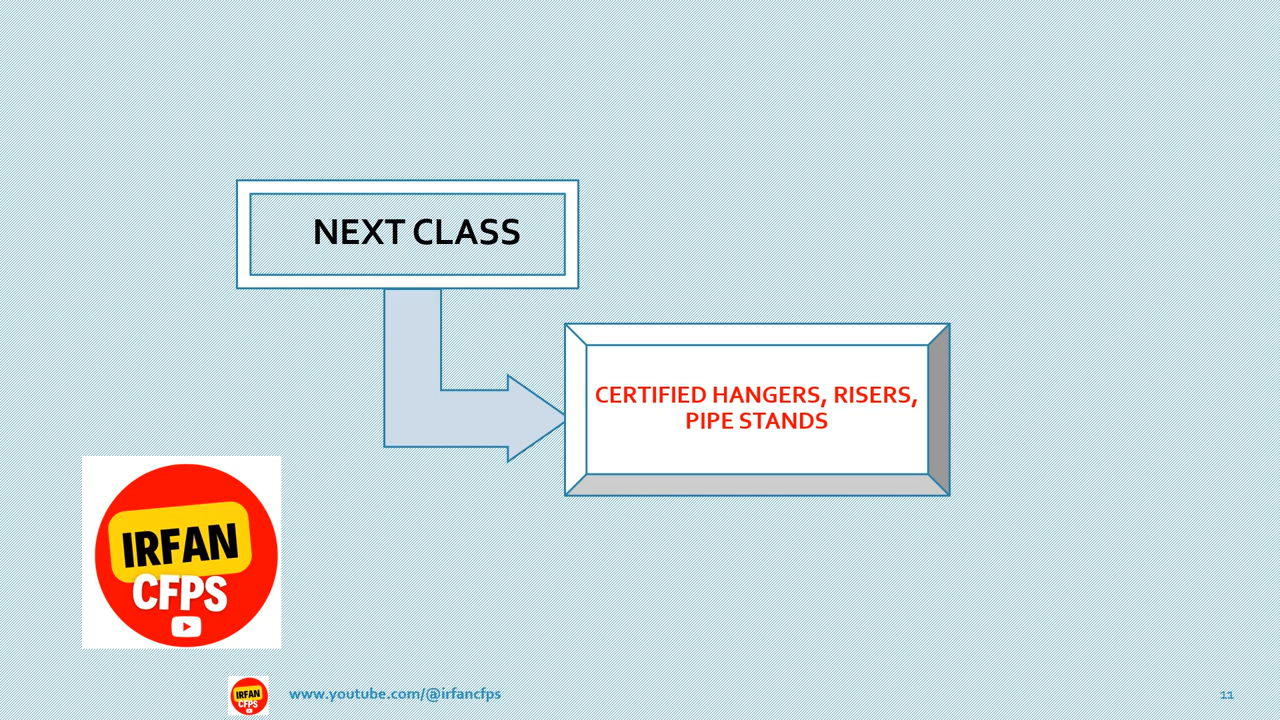 NEXT CLASS
CERTIFIED HANGERS, RISERS,
PIPE STANDS
IRFAN
CFPS
IRFAN
CFPS
www.youtube.com/@irfancfps
11